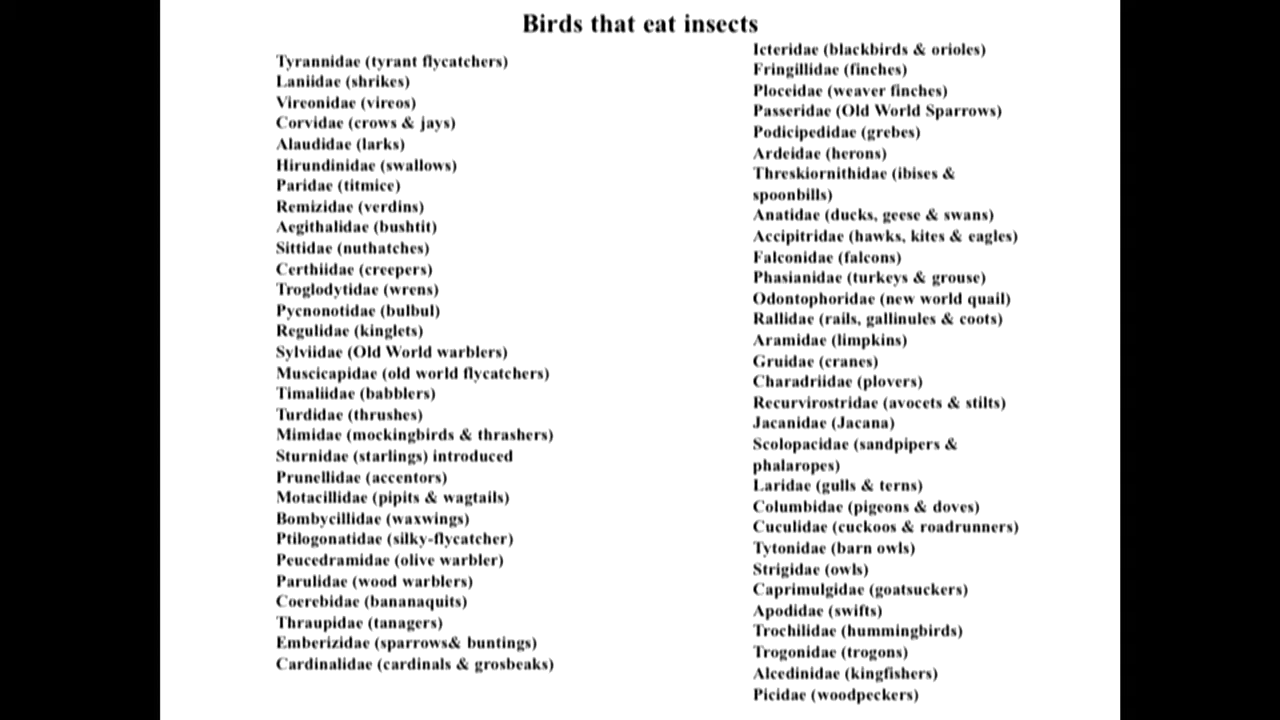 Birds that eat insects
Tyrannidae (tyrant flycatchers)
Laniidae (shrikes)
Vireonidae (vireos)
Corvidae (crows & jays)
Alaudidae (larks)
Hirundinidae (swallows)
Paridae (titmice)
Remizidae (verdins)
Aegithalidae (bushtit)
Sittidae (nuthatches)
Certhiidae (creepers)
Troglodytidae (wrens)
Pycnonotidae (bulbul)
Regulidae (kinglets)
Sylviidae (Old World warblers)
Muscicapidae (old world flycatchers)
Timaliidae (babblers)
Turdidae (thrushes)
Mimidae (mockingbirds & thrashers)
Sturnidae (starlings) introduced
Prunellidae (accentors)
Motacillidae (pipits & wagtails)
Bombycillidae (waxwings)
Ptilogonatidae (silky-flycatcher)
Peucedramidae (olive warbler)
Parulidae (wood warblers)
Coerebidae (bananaquits)
Thraupidae (tanagers)
Emberizidae (sparrows& buntings)
Cardinalidae (cardinals & grosbeaks)
Icteridae (blackbirds & orioles)
Fringillidae (finches)
Ploceidae (weaver finches)
Passeridae (Old World Sparrows)
Podicipedidae (grebes)
Ardeidae (herons)
Threskiornithidae (ibises &
spoonbills)
Anatidae (ducks, geese & swans)
Accipitridae (hawks, kites & eagles)
Falconidae (falcons)
Phasianidae (turkeys & grouse)
Odontophoridae (new world quail)
Rallidae (rails, gallinules & coots)
Aramidae (limpkins)
Gruidae (cranes)
Charadriidae (plovers)
Recurvirostridae (avocets & stilts)
Jacanidae (Jacana)
Scolopacidae (sandpipers &
phalaropes)
Laridae (gulls & terns)
Columbidae (pigeons & doves)
Cuculidae (cuckoos & roadrunners)
Tytonidae (barn owls)
Strigidae (owls)
Caprimulgidae (goatsuckers)
Apodidae (swifts)
Trochilidae (hummingbirds)
Trogonidae (trogons)
Alcedinidae (kingfishers)
Picidae (woodpeckers)